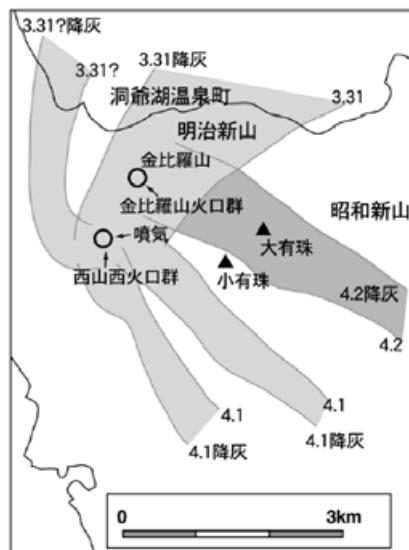 3.31?降灰
3.31?
3.31降灰
洞爺湖温泉町
3.31
明治新山
金比羅山
金比羅山火口群
昭和新山
噴気
大有珠
西山西火口群
小有珠
4.2降灰
4.2
4.1
4.1
4.1降灰
4.1降灰
0
3km